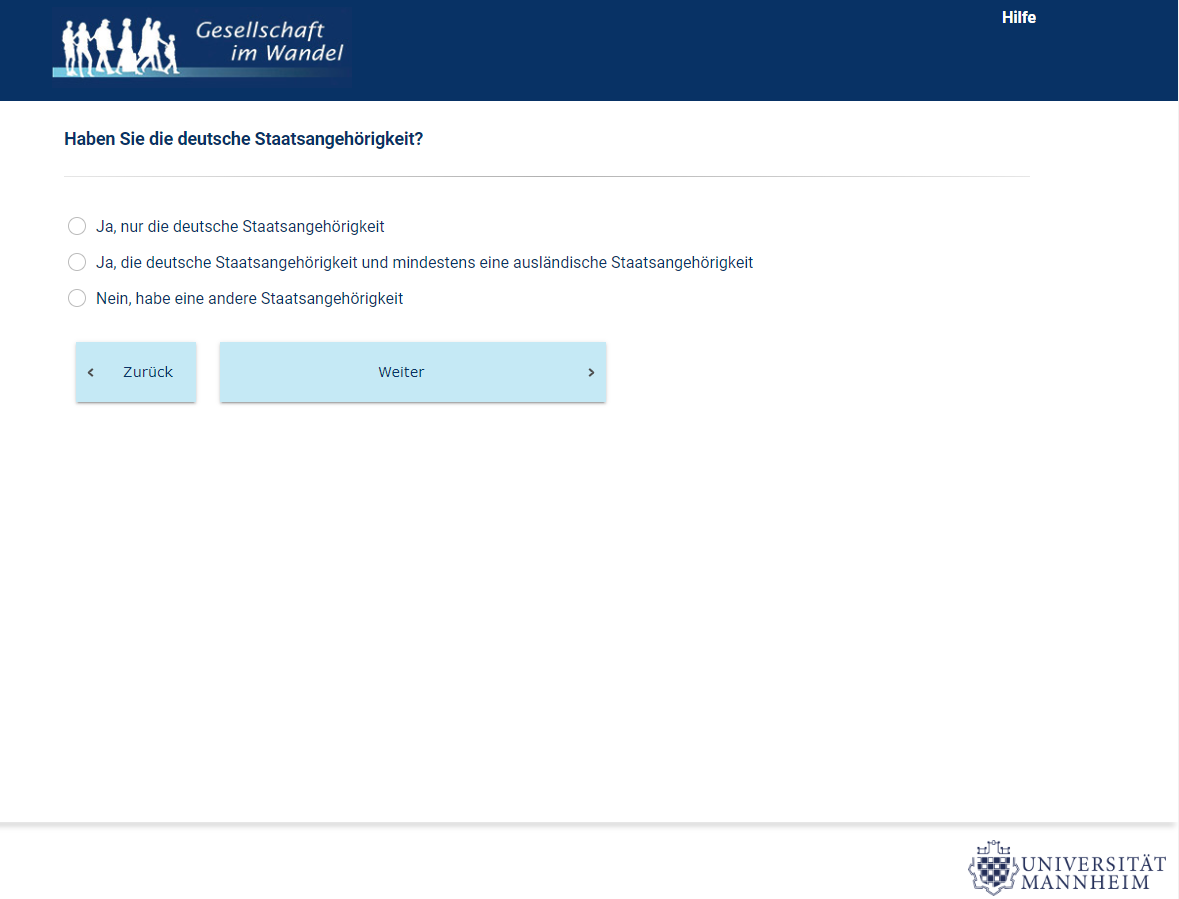 Gesellschaft
im Wandel
Hilfe
Haben Sie die deutsche Staatsangehörigkeit?
Ja, nur die deutsche Staatsangehörigkeit
Ja, die deutsche Staatsangehörigkeit und mindestens eine ausländische Staatsangehörigkeit
Nein, habe eine andere Staatsangehörigkeit
Zurück
Weiter
UNIVERSITÄT
MANNHEIM